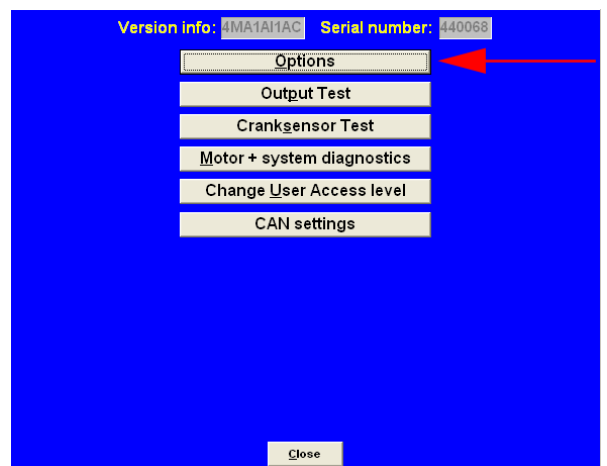 Version info: 4MA1AI1AC Serial number: 440068
Options
Output Test
Cranksensor Test
Motor + system diagnostics
Change User Access level
CAN settings
Close